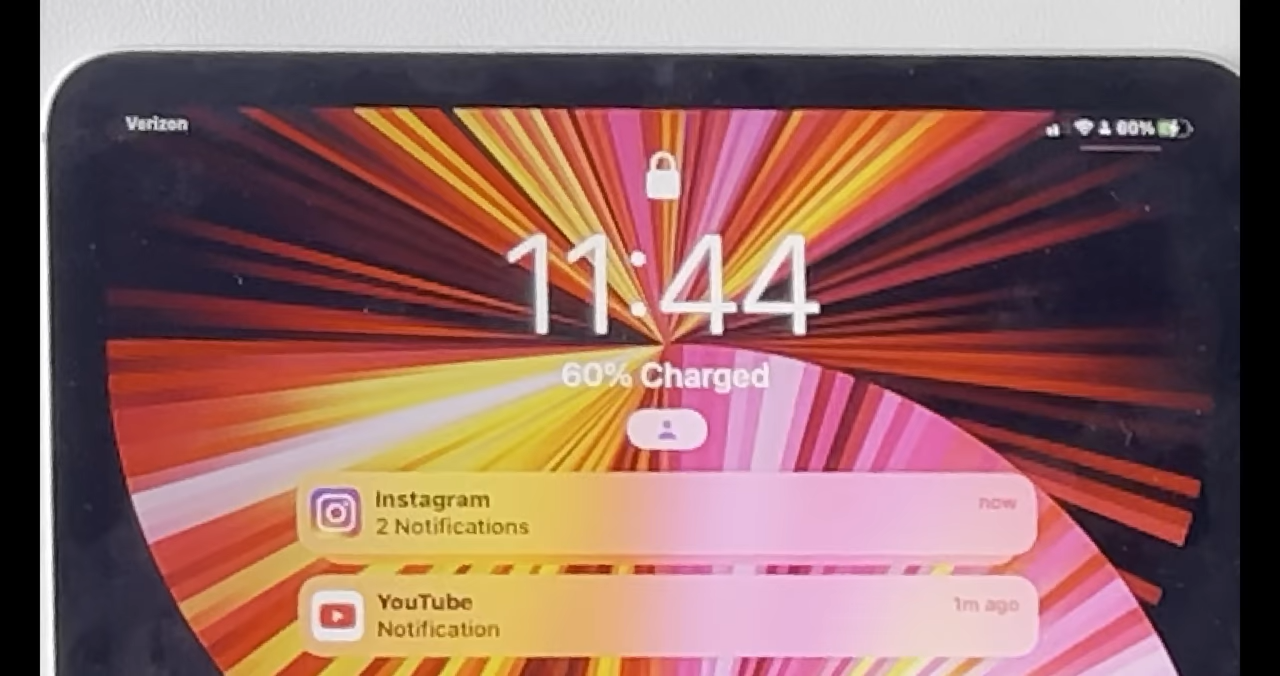 Verizon
60%
11:44
60% Charged
Instagram
now
2 Notifications
YouTube
1m ago
Notification